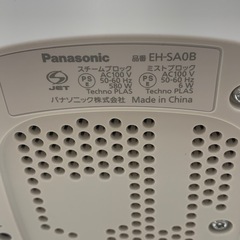 Panasonic 品番 EH-SA0B
スチームブロック ミストブロック
PS E AC100 V PS E AC100 V
50-60 Hz 50-60 Hz
JET 580 W 6 W
Techno PLAS Techno PLAS
パナソニック株式会社 Made in China